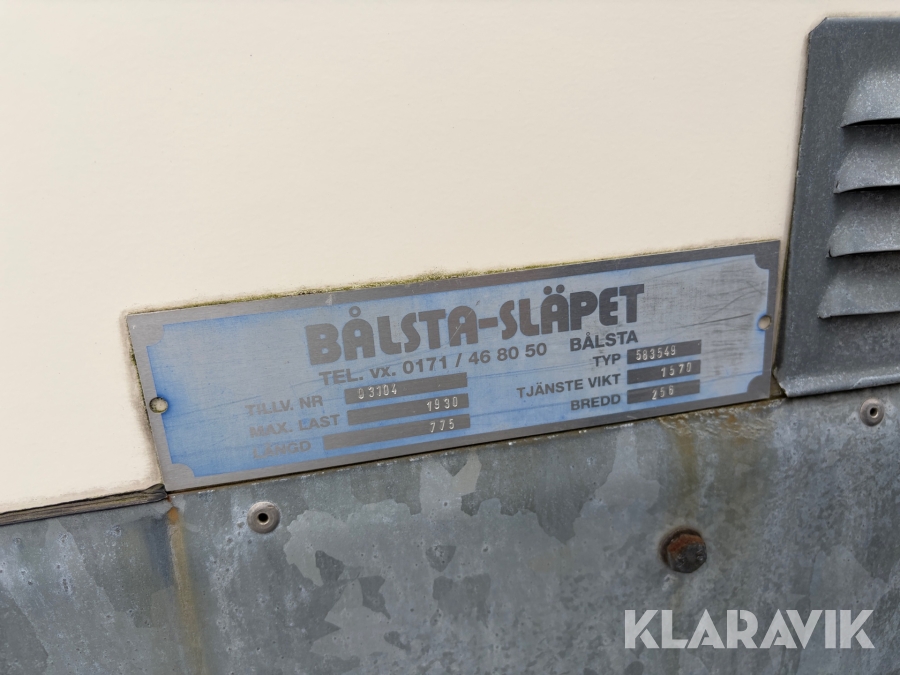 BÅLSTA-SLÄPET
TEL. VX. 0171 / 46 80 50 BÅLSTA
TILLV. NR 03104 TYP 583549
MAX. LAST 1930 TJÄNSTE VIKT 1570
LÄNGD 775 BREDD 256
KLARAVIK